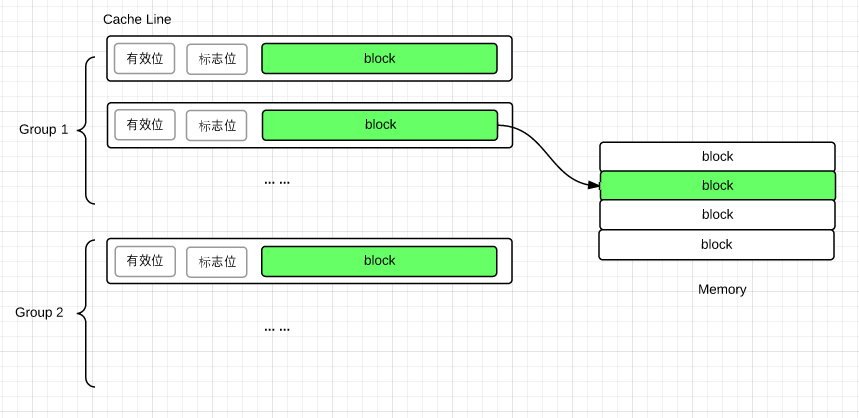 Cache Line
有效位 标志位 block
Group 1
有效位 标志位 block
block
... ...
block
block
block
有效位 标志位 block
Memory
Group 2
... ...